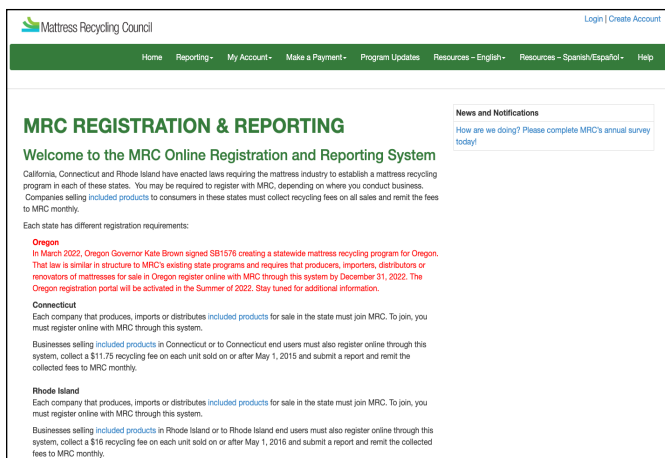 Mattress Recycling Council
Login | Create Account
Home Reporting My Account Make a Payment Program Updates Resources – English Resources – Spanish/Español Help
MRC REGISTRATION & REPORTING
Welcome to the MRC Online Registration and Reporting System
California, Connecticut and Rhode Island have enacted laws requiring the mattress industry to establish a mattress recycling
program in each of these states. You may be required to register with MRC, depending on where you conduct business.
Companies selling included products to consumers in these states must collect recycling fees on all sales and remit the fees
to MRC monthly.
Each state has different registration requirements:
Oregon
In March 2022, Oregon Governor Kate Brown signed SB1576 creating a statewide mattress recycling program for Oregon.
That law is similar in structure to MRC's existing state programs and requires that producers, importers, distributors or
renovators of mattresses for sale in Oregon register online with MRC through this system by December 31, 2022. The
Oregon registration portal will be activated in the Summer of 2022. Stay tuned for additional information.
Connecticut
Each company that produces, imports or distributes included products for sale in the state must join MRC. To join, you
must register online with MRC through this system.
Businesses selling included products in Connecticut or to Connecticut end users must also register online through this
system, collect a $11.75 recycling fee on each unit sold on or after May 1, 2015 and submit a report and remit the
collected fees to MRC monthly.
Rhode Island
Each company that produces, imports or distributes included products for sale in the state must join MRC. To join, you
must register online with MRC through this system.
Businesses selling included products in Rhode Island or to Rhode Island end users must also register online through this
system, collect a $16 recycling fee on each unit sold on or after May 1, 2016 and submit a report and remit the collected
fees to MRC monthly.
News and Notifications
How are we doing? Please complete MRC's annual survey
today!